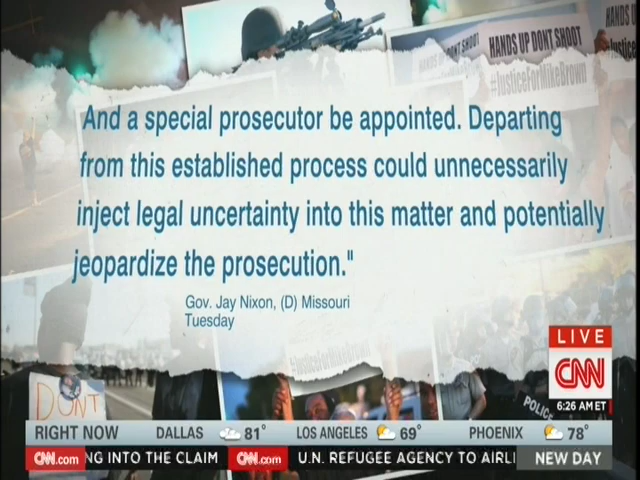 HANDS UP DONT SHOOT
#JusticeForMikeBrown
And a special prosecutor be appointed. Departing
from this established process could unnecessarily
inject legal uncertainty into this matter and potentially
jeopardize the prosecution."
Gov. Jay Nixon, (D) Missouri
Tuesday
#JusticeForMikeBrown
DON'T
POLICE
LIVE
CNN
6:26 AM ET
RIGHT NOW DALLAS 81° LOS ANGELES 69° PHOENIX 78°
CNN.com NG INTO THE CLAIM CNN.com U.N. REFUGEE AGENCY TO AIRLI NEW DAY